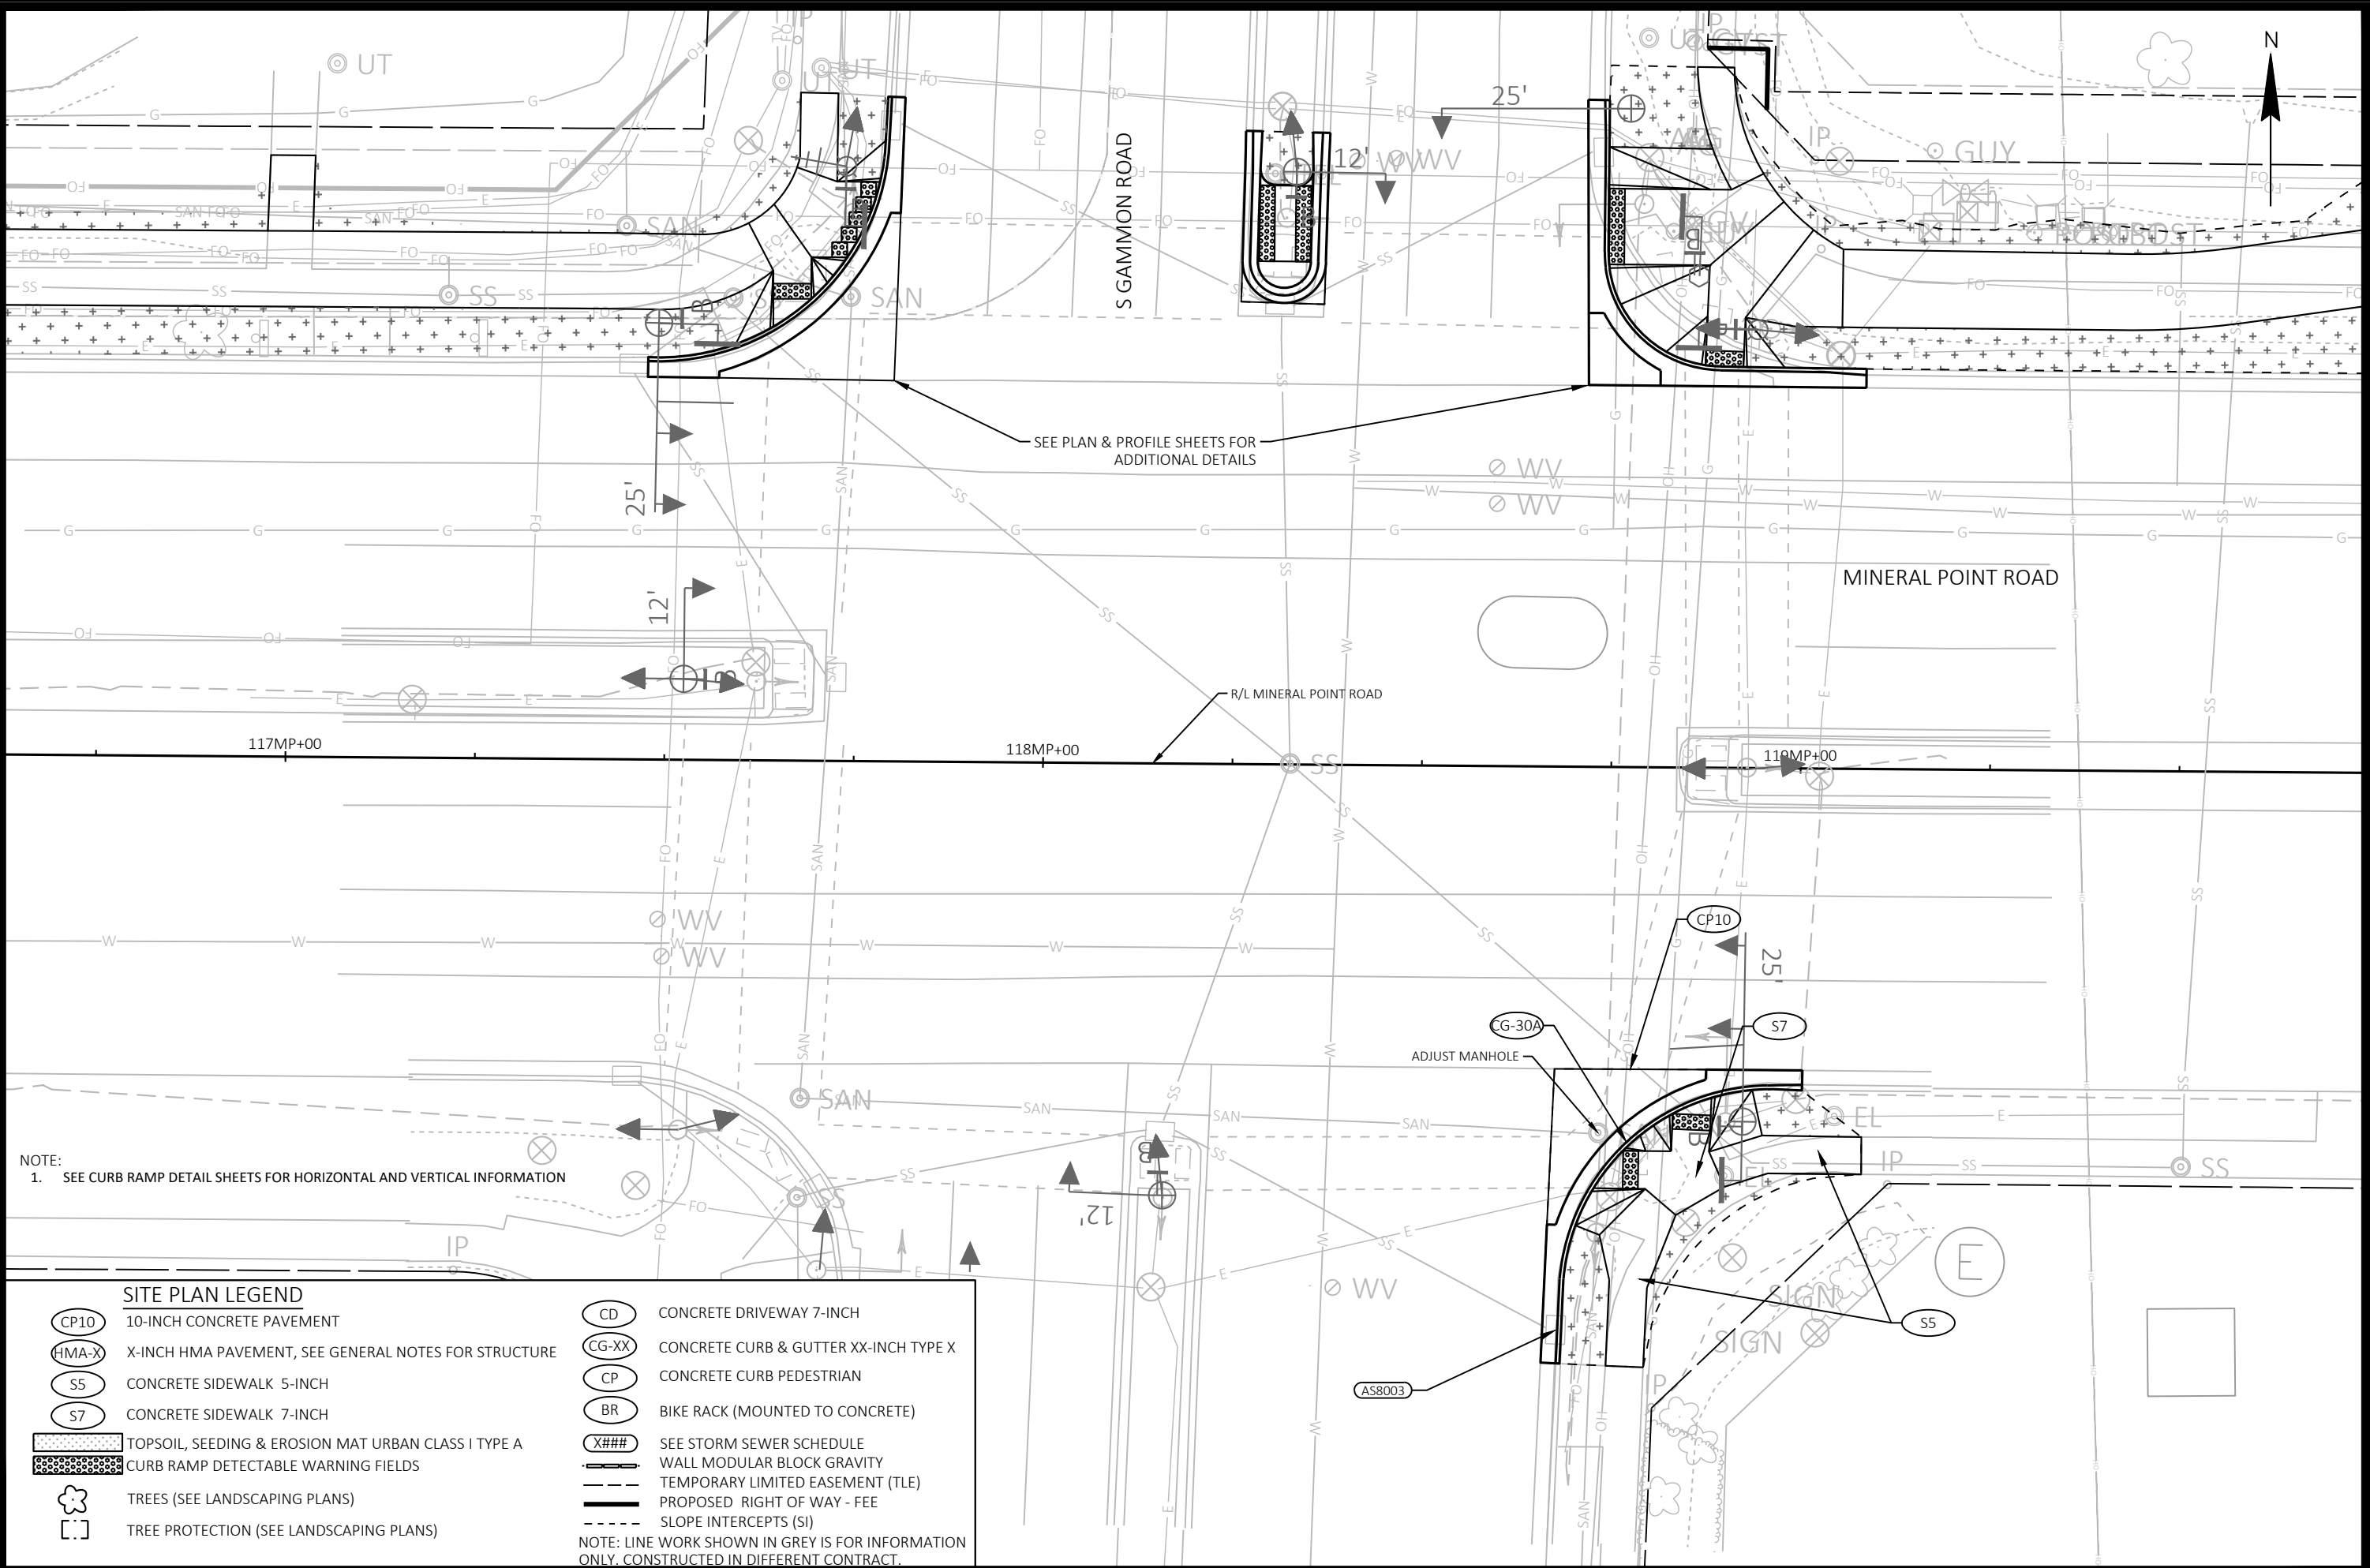 UT
UT
UT
N
25'
12'
WV
WV
IP
IP
GUY
GV
SAN
SS
SAN
S GAMMON ROAD
SEE PLAN & PROFILE SHEETS FOR
ADDITIONAL DETAILS
WV
WV
25'
MINERAL POINT ROAD
12'
R/L MINERAL POINT ROAD
117MP+00
118MP+00
119MP+00
SS
CP10
WV
WV
25'
CG-30A
S7
ADJUST MANHOLE
SAN
EL
NOTE:
1. SEE CURB RAMP DETAIL SHEETS FOR HORIZONTAL AND VERTICAL INFORMATION
EL
IP
SS
SS
12'
IP
WV
E
SIGN
SIGN
S5
AS8003
IP
SITE PLAN LEGEND
CP10 10-INCH CONCRETE PAVEMENT
HMA-X X-INCH HMA PAVEMENT, SEE GENERAL NOTES FOR STRUCTURE
S5 CONCRETE SIDEWALK 5-INCH
S7 CONCRETE SIDEWALK 7-INCH
TOPSOIL, SEEDING & EROSION MAT URBAN CLASS I TYPE A
CURB RAMP DETECTABLE WARNING FIELDS
TREES (SEE LANDSCAPING PLANS)
TREE PROTECTION (SEE LANDSCAPING PLANS)
CD CONCRETE DRIVEWAY 7-INCH
CG-XX CONCRETE CURB & GUTTER XX-INCH TYPE X
CP CONCRETE CURB PEDESTRIAN
BR BIKE RACK (MOUNTED TO CONCRETE)
X### SEE STORM SEWER SCHEDULE
WALL MODULAR BLOCK GRAVITY
TEMPORARY LIMITED EASEMENT (TLE)
PROPOSED RIGHT OF WAY - FEE
SLOPE INTERCEPTS (SI)
NOTE: LINE WORK SHOWN IN GREY IS FOR INFORMATION
ONLY. CONSTRUCTED IN DIFFERENT CONTRACT.